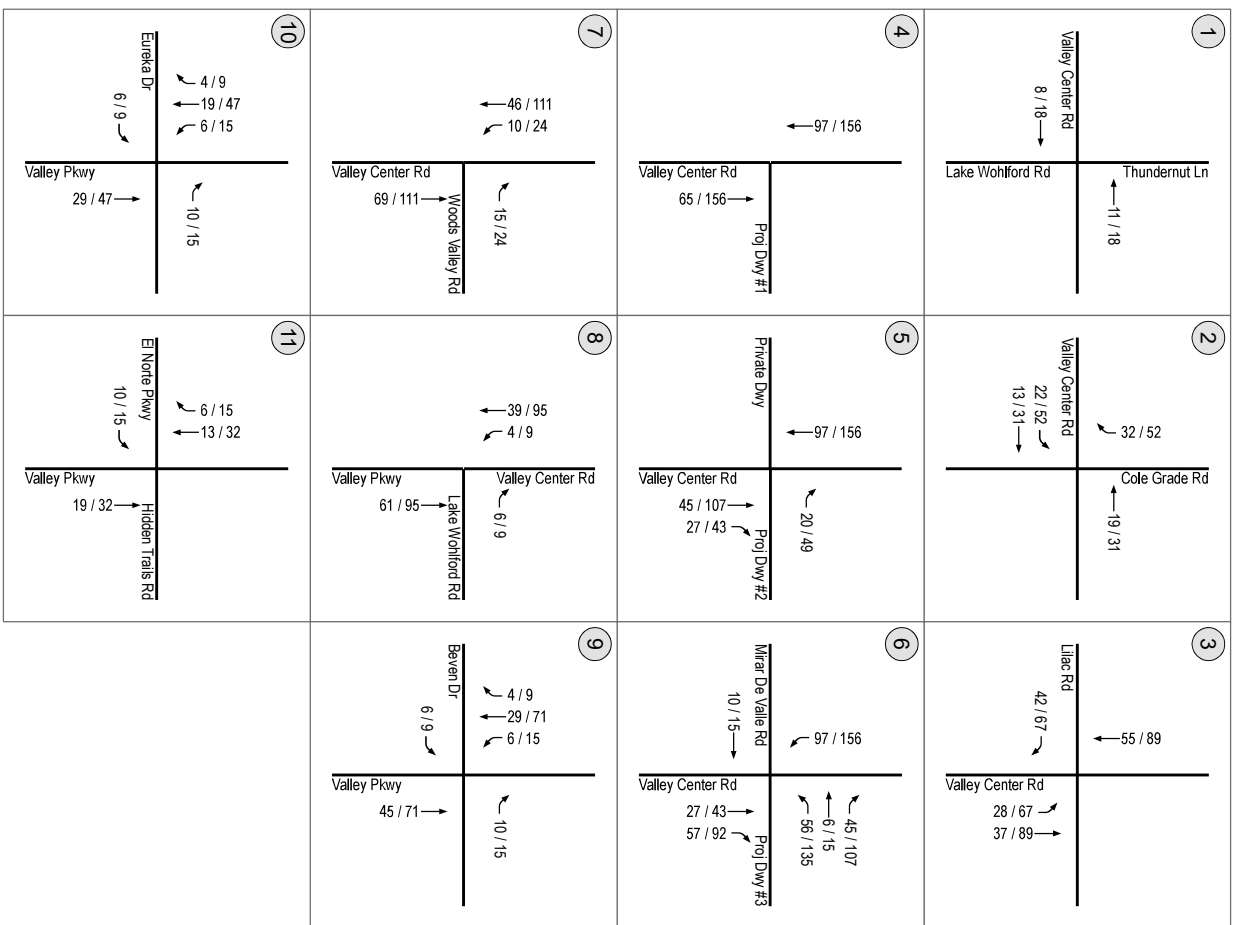 1
Valley Center Rd
8 / 18
Lake Wohlford Rd
Thundernut Ln
11 / 18
2
Valley Center Rd
22 / 52
13 / 31
32 / 52
Cole Grade Rd
19 / 31
3
Lilac Rd
42 / 67
55 / 89
Valley Center Rd
28 / 67
37 / 89
4
97 / 156
Valley Center Rd
65 / 156
Proj Dwy #1
5
Private Dwy
97 / 156
Valley Center Rd
45 / 107
27 / 43
Proj Dwy #2
20 / 49
6
Mirar De Valle Rd
10 / 15
97 / 156
Valley Center Rd
27 / 43
57 / 92
Proj Dwy #3
56 / 135
6 / 15
45 / 107
7
46 / 111
10 / 24
Valley Center Rd
69 / 111
Woods Valley Rd
15 / 24
8
39 / 95
4 / 9
Valley Pkwy
Valley Center Rd
61 / 95
Lake Wohlford Rd
6 / 9
9
Beven Dr
6 / 9
4 / 9
29 / 71
6 / 15
Valley Pkwy
45 / 71
10 / 15
10
Eureka Dr
6 / 9
4 / 9
19 / 47
6 / 15
Valley Pkwy
29 / 47
10 / 15
11
El Norte Pkwy
10 / 15
6 / 15
13 / 32
Valley Pkwy
19 / 32
Hidden Trails Rd